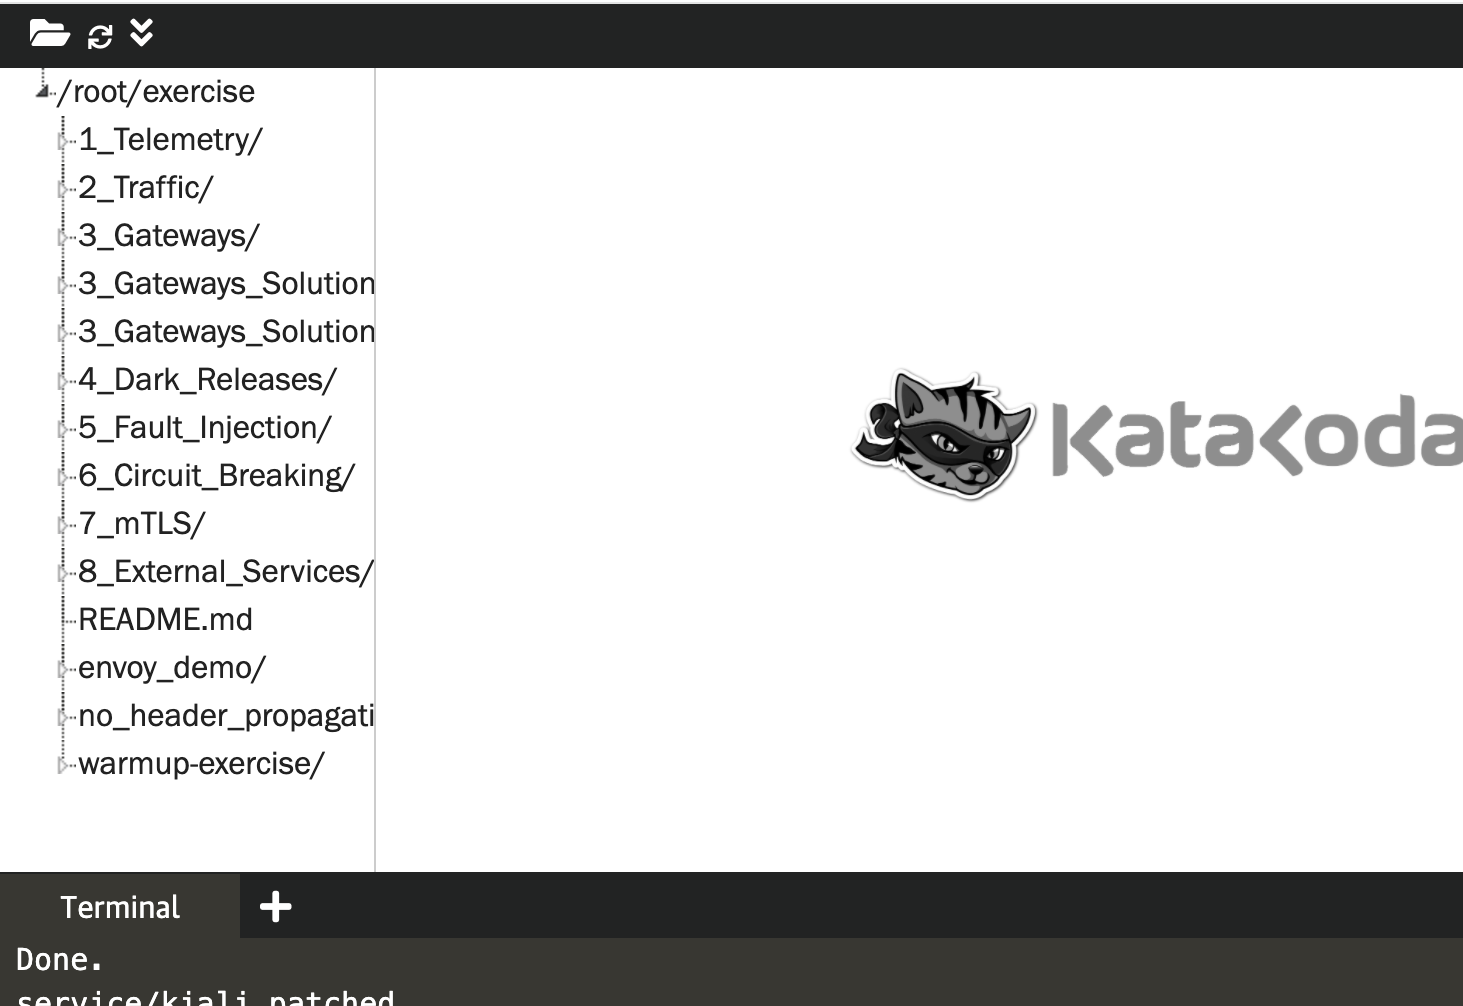 /root/exercise
1_Telemetry/
2_Traffic/
3_Gateways/
3_Gateways_Solution
3_Gateways_Solution
4_Dark_Releases/
5_Fault_Injection/
6_Circuit_Breaking/
7_mTLS/
8_External_Services/
README.md
envoy_demo/
no_header_propagati
warmup-exercise/
Katakoda
Terminal
Done.
service/kiali patched